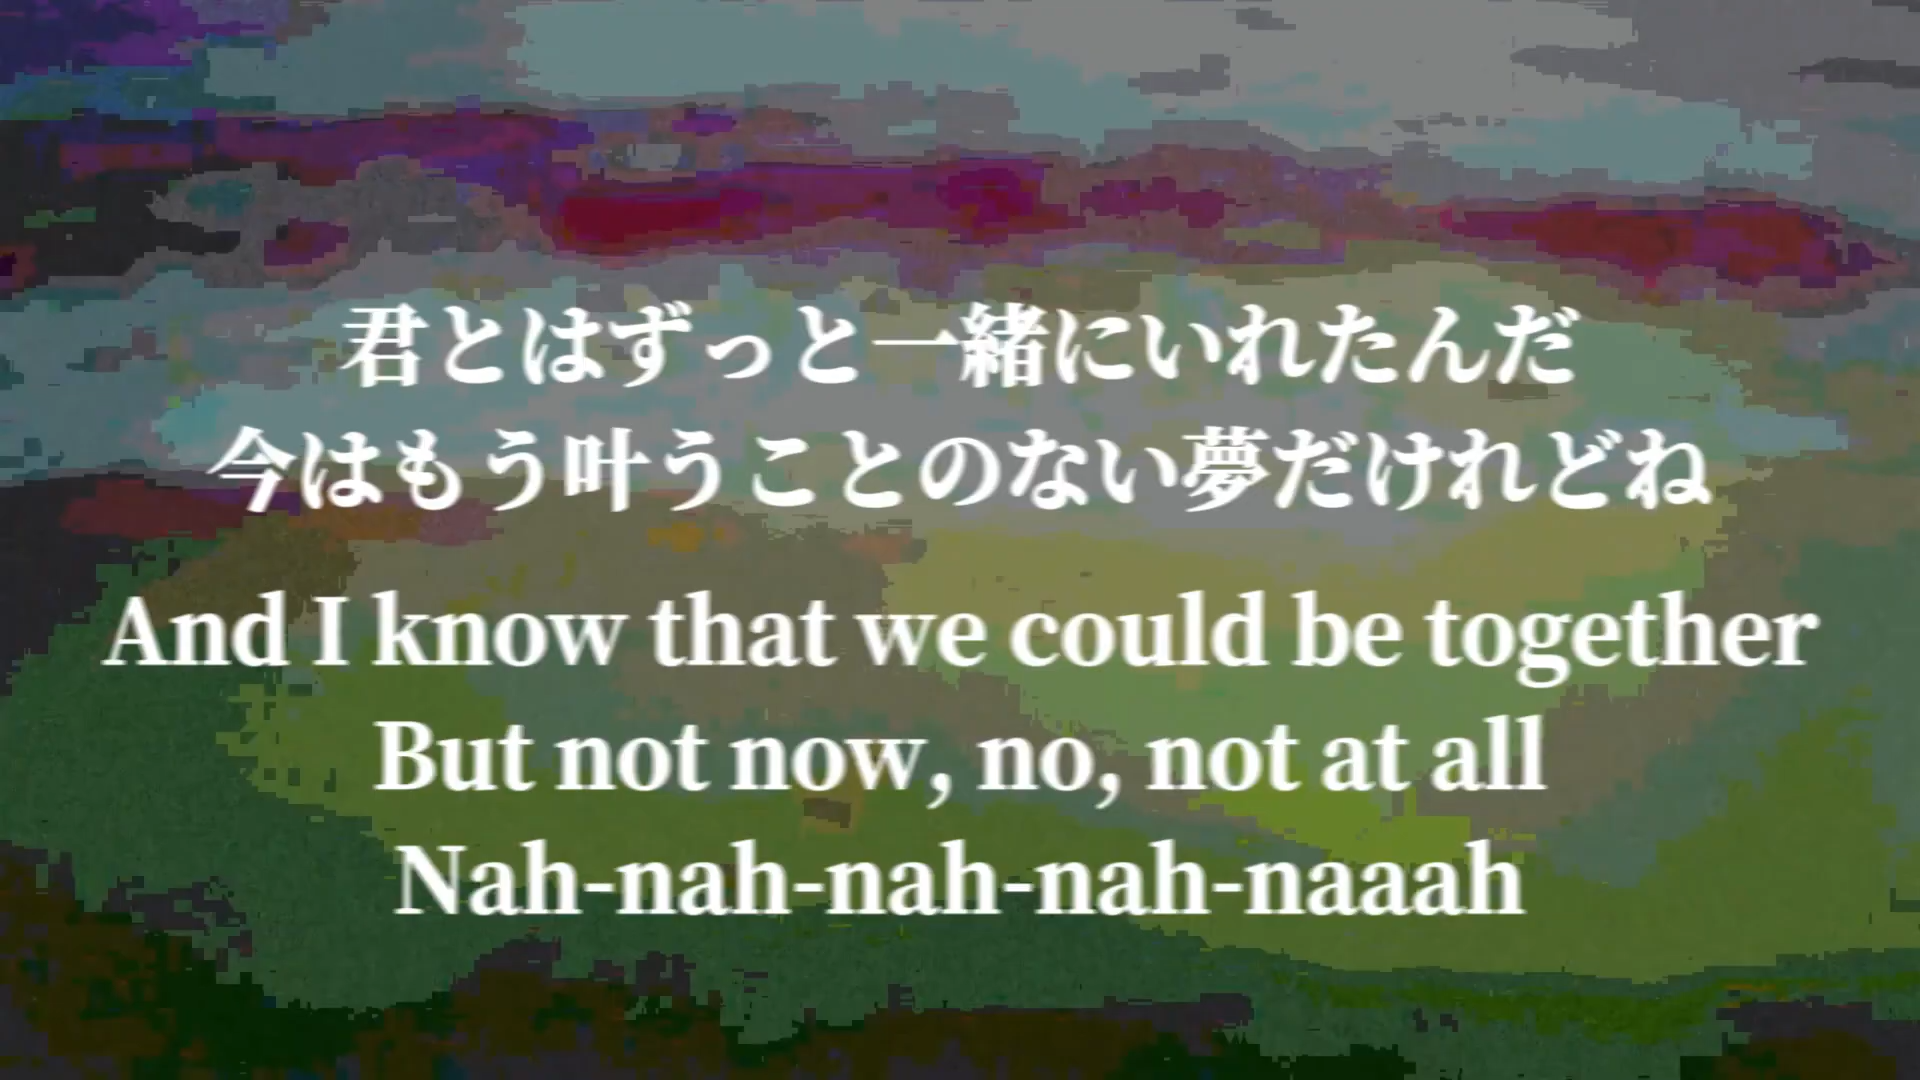 君とはずっと一緒にいれたんだ
今はもう叶うことのない夢だけれどね
And I know that we could be together
But not now, no, not at all
Nah-nah-nah-nah-naaah